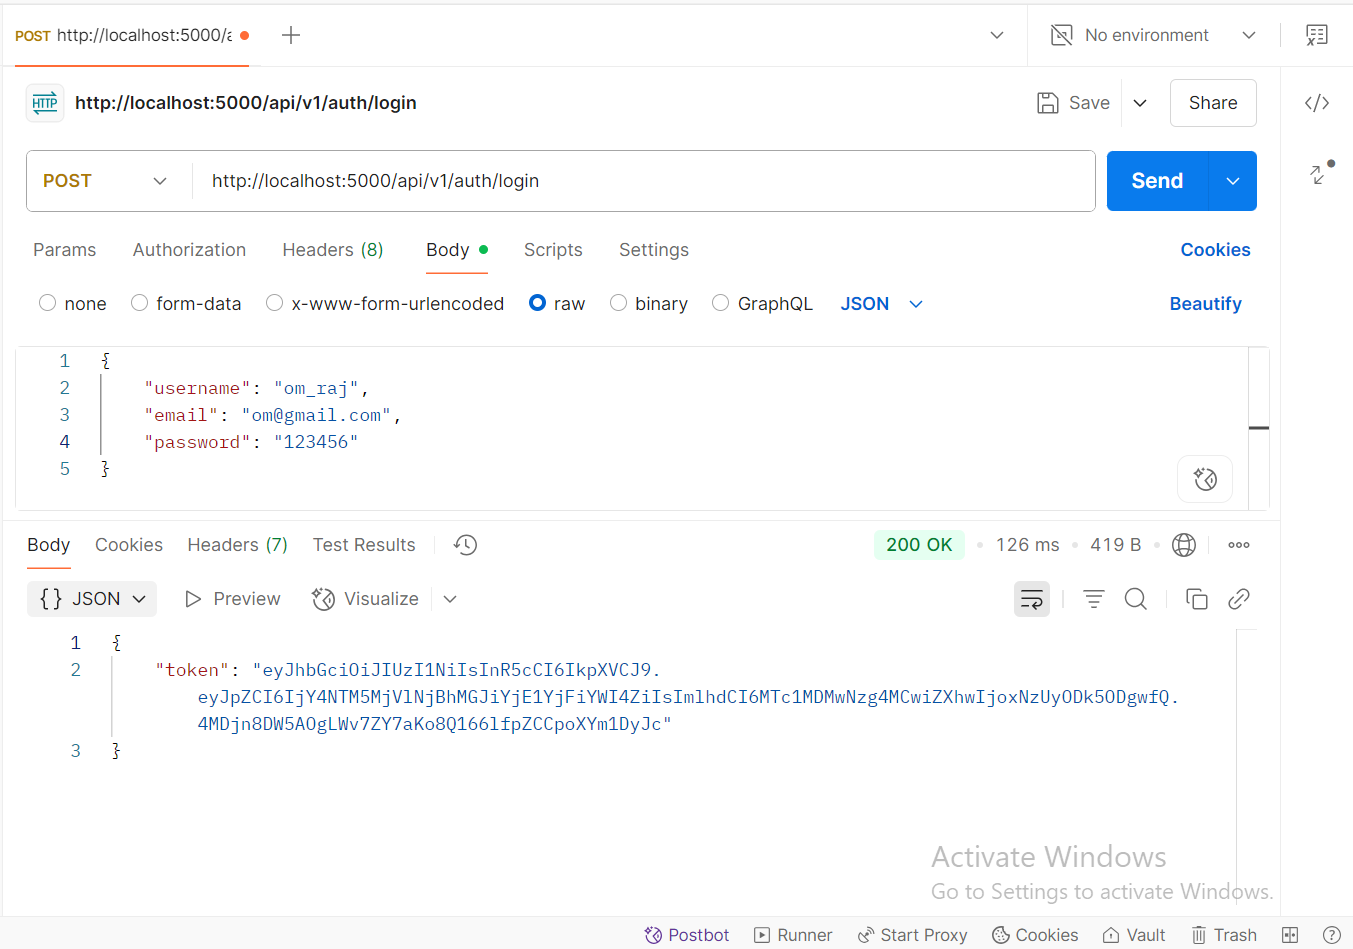 POST http://localhost:5000/a
No environment
HTTP http://localhost:5000/api/v1/auth/login
Save Share
POST http://localhost:5000/api/v1/auth/login Send
Params Authorization Headers (8) Body Scripts Settings Cookies
none form-data x-www-form-urlencoded raw binary GraphQL JSON Beautify
1 {
2 "username": "om_raj",
3 "email": "om@gmail.com",
4 "password": "123456"
5 }
Body Cookies Headers (7) Test Results 200 OK • 126 ms • 419 B
{} JSON Preview Visualize
1 {
2 "token": "eyJhbGciOiJIUzI1NiIsInR5cCI6IkpXVCJ9.
eyJpZCI6IjY4NTM5MjVlNjBhMGJiYjE1YjFiYWI4ZiIsImlhdCI6MTc1MDMwNzg4MCwiZXhwIjoxNzUyODk5ODgwfQ.
4MDjn8DW5AOgLWv7ZY7aKo8Q166lfpZCCpoXYm1DyJc"
3 }
Activate Windows
Go to Settings to activate Windows.
Postbot Runner Start Proxy Cookies Vault Trash